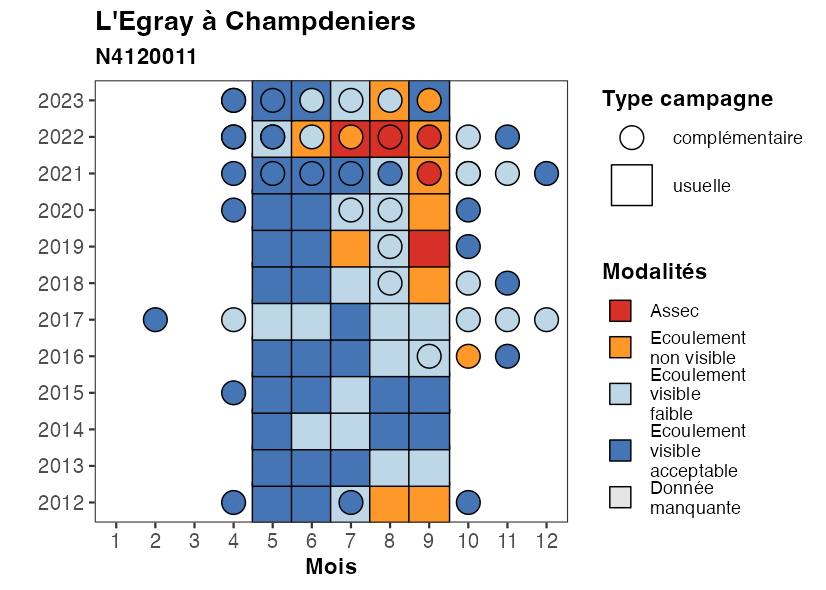 L'Egray à Champdeniers
N4120011
2023
2022
2021
2020
2019
2018
2017
2016
2015
2014
2013
2012
1 2 3 4 5 6 7 8 9 10 11 12
Mois
Type campagne
complémentaire
usuelle
Modalités
Assec
Ecoulement
non visible
Ecoulement
visible
faible
Ecoulement
visible
acceptable
Donnée
manquante